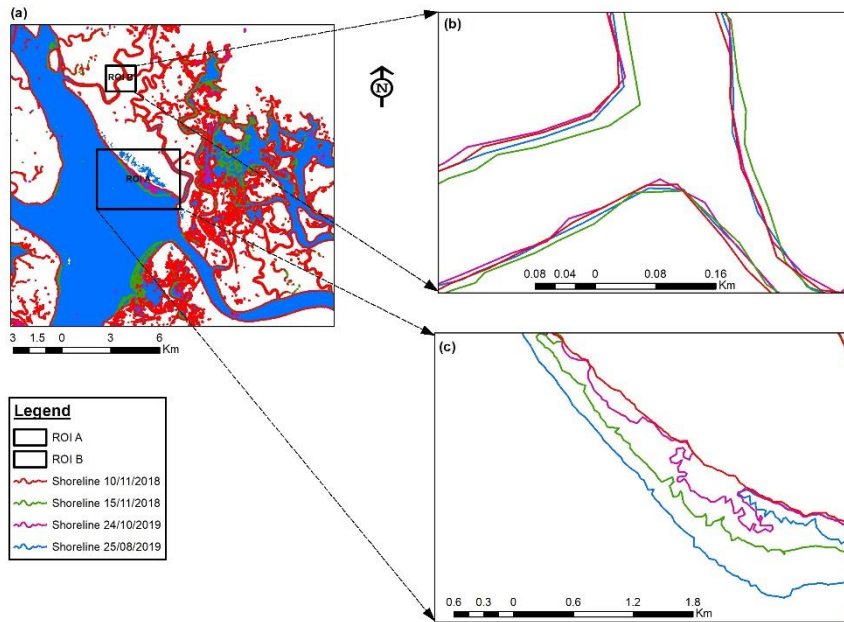 (a)
ROI B
ROI A
3 1.5 0 3 6
Km
N
(b)
0.08 0.04 0 0.08 0.16
Km
(c)
0.6 0.3 0 0.6 1.2 1.8
Km
Legend
ROI A
ROI B
Shoreline 10/11/2018
Shoreline 15/11/2018
Shoreline 24/10/2019
Shoreline 25/08/2019